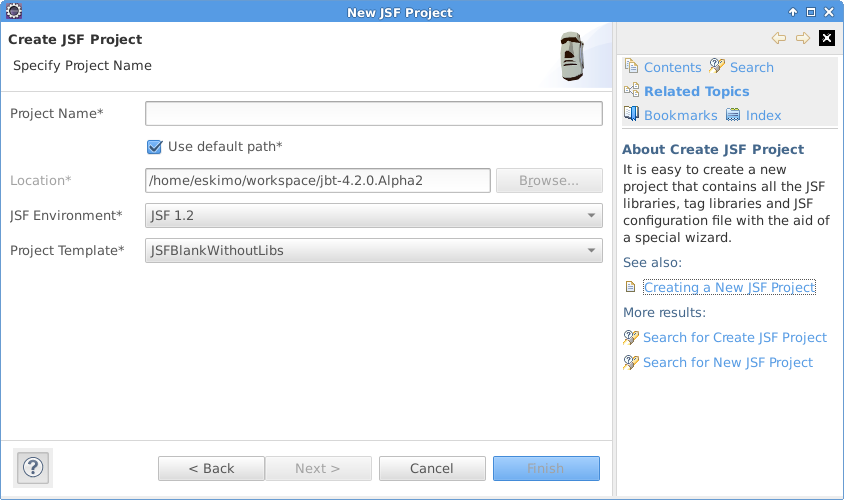 New JSF Project
Create JSF Project
Specify Project Name
Project Name*
Use default path*
Location*
/home/eskimo/workspace/jbt-4.2.0.Alpha2
Browse...
JSF Environment*
JSF 1.2
Project Template*
JSFBlankWithoutLibs
?
< Back
Next >
Cancel
Finish
Contents
Search
Related Topics
Bookmarks
Index
About Create JSF Project
It is easy to create a new
project that contains all the JSF
libraries, tag libraries and JSF
configuration file with the aid of
a special wizard.
See also:
Creating a New JSF Project
More results:
Search for Create JSF Project
Search for New JSF Project